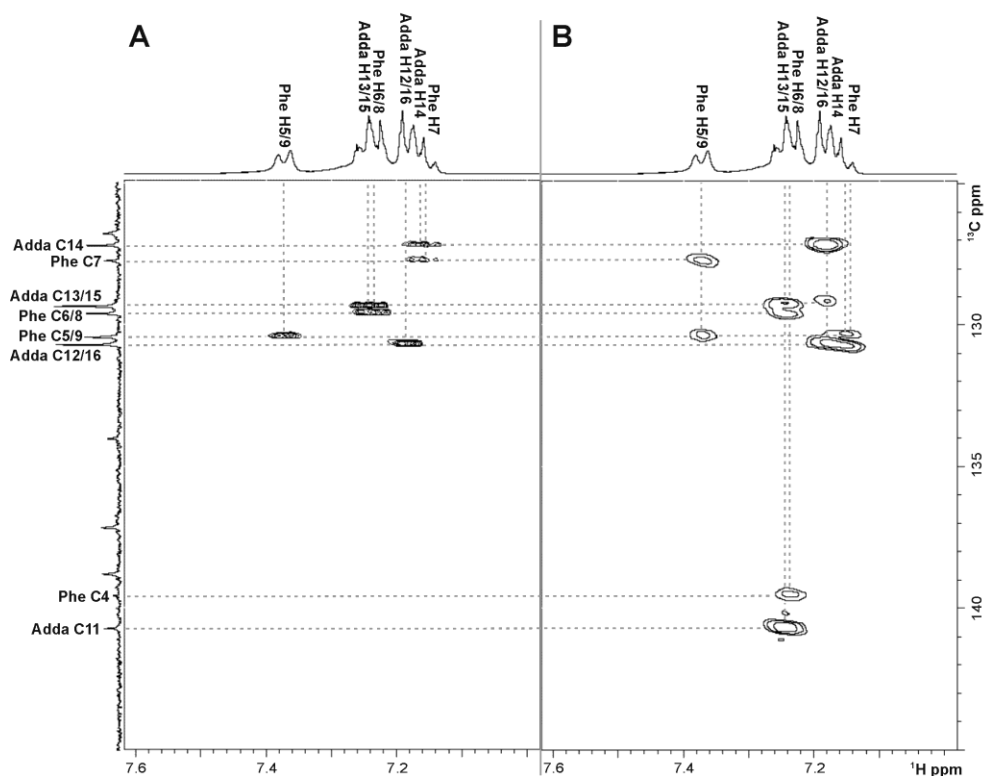 A
B
Phe H5/9
Adda H13/15
Phe H6/8
Adda H12/16
Adda H14
Phe H7
Phe H5/9
Adda H13/15
Phe H6/8
Adda H12/16
Adda H14
Phe H7
Adda C14
Phe C7
Adda C13/15
Phe C6/8
Phe C5/9
Adda C12/16
Phe C4
Adda C11
¹³C ppm
130
135
140
7.6
7.4
7.2
7.6
7.4
7.2
¹H ppm